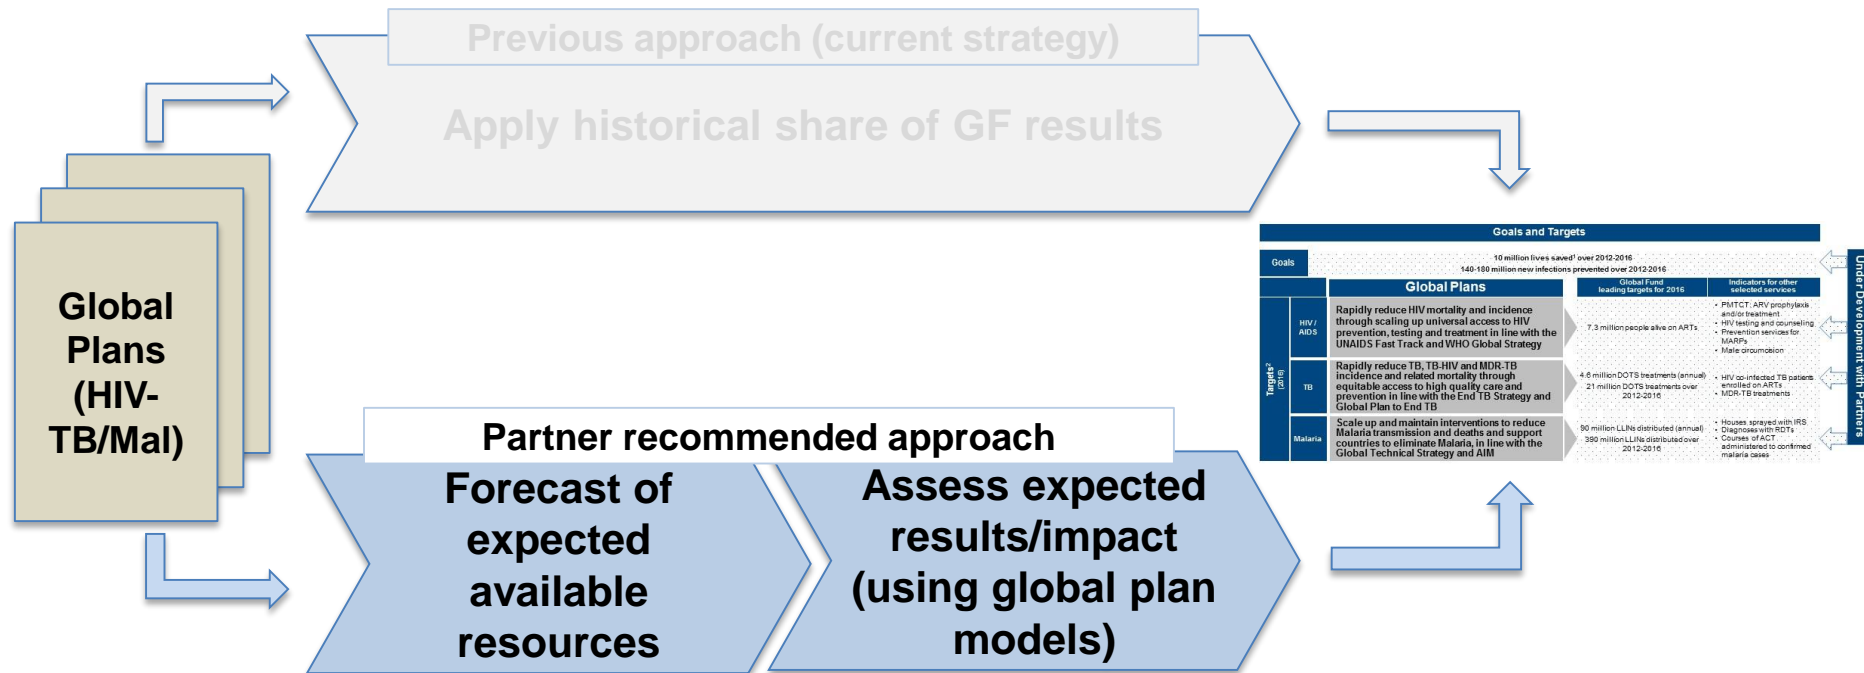 Previous approach (current strategy)
Apply historical share of GF results
Global
Plans
(HIV-
TB/Mal)
Partner recommended approach
Forecast of
expected
available
resources
Assess expected
results/impact
(using global plan
models)
Goals and Targets
Goals
10 million lives saved¹ over 2012-2016
140-180 million new infections prevented over 2012-2016
Global Plans
Global Fund
leading targets for 2016
Indicators for other
selected services
Targets²
(2016)
HIV /
AIDS
Rapidly reduce HIV mortality and incidence
through scaling up universal access to HIV
prevention, testing and treatment in line with the
UNAIDS Fast Track and WHO Global Strategy
7.3 million people alive on ARTs
• PMTCT: ARV prophylaxis
and/or treatment
• HIV testing and counseling
• Prevention services for
MARPs
• Male circumcision
TB
Rapidly reduce TB, TB-HIV and MDR-TB
incidence and related mortality through
equitable access to high quality care and
prevention in line with the End TB Strategy and
Global Plan to End TB
4.6 million DOTS treatments (annual)
21 million DOTS treatments over
2012-2016
• HIV co-infected TB patients
enrolled on ARTs
• MDR-TB treatments
Malaria
Scale up and maintain interventions to reduce
Malaria transmission and deaths and support
countries to eliminate Malaria, in line with the
Global Technical Strategy and AIM
90 million LLINs distributed (annual)
390 million LLINs distributed over
2012-2016
• Houses sprayed with IRS
• Diagnoses with RDTs
• Courses of ACT
administered to confirmed
malaria cases
Under Development with Partners